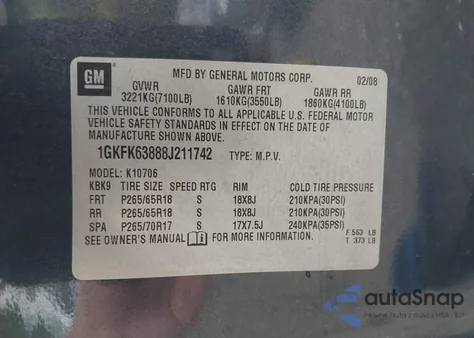 GM
MFD BY GENERAL MOTORS CORP. 02/08
GVWR GAWR FRT GAWR RR
3221KG(7100LB) 1610KG(3550LB) 1860KG(4100LB)
THIS VEHICLE CONFORMS TO ALL APPLICABLE U.S. FEDERAL MOTOR
VEHICLE SAFETY STANDARDS IN EFFECT ON THE DATE OF
MANUFACTURE SHOWN ABOVE.
1GKFK63888J211742 TYPE: M.P.V.
MODEL: K10706
KBK9 TIRE SIZE SPEED RTG RIM COLD TIRE PRESSURE
FRT P265/65R18 S 18X8J 210KPA(30PSI)
RR P265/65R18 S 18X8J 210KPA(30PSI)
SPA P265/70R17 S 17X7.5J 240KPA(35PSI)
SEE OWNER'S MANUAL FOR MORE INFORMATION
F 563 LB
T 373 LB
autoSnap